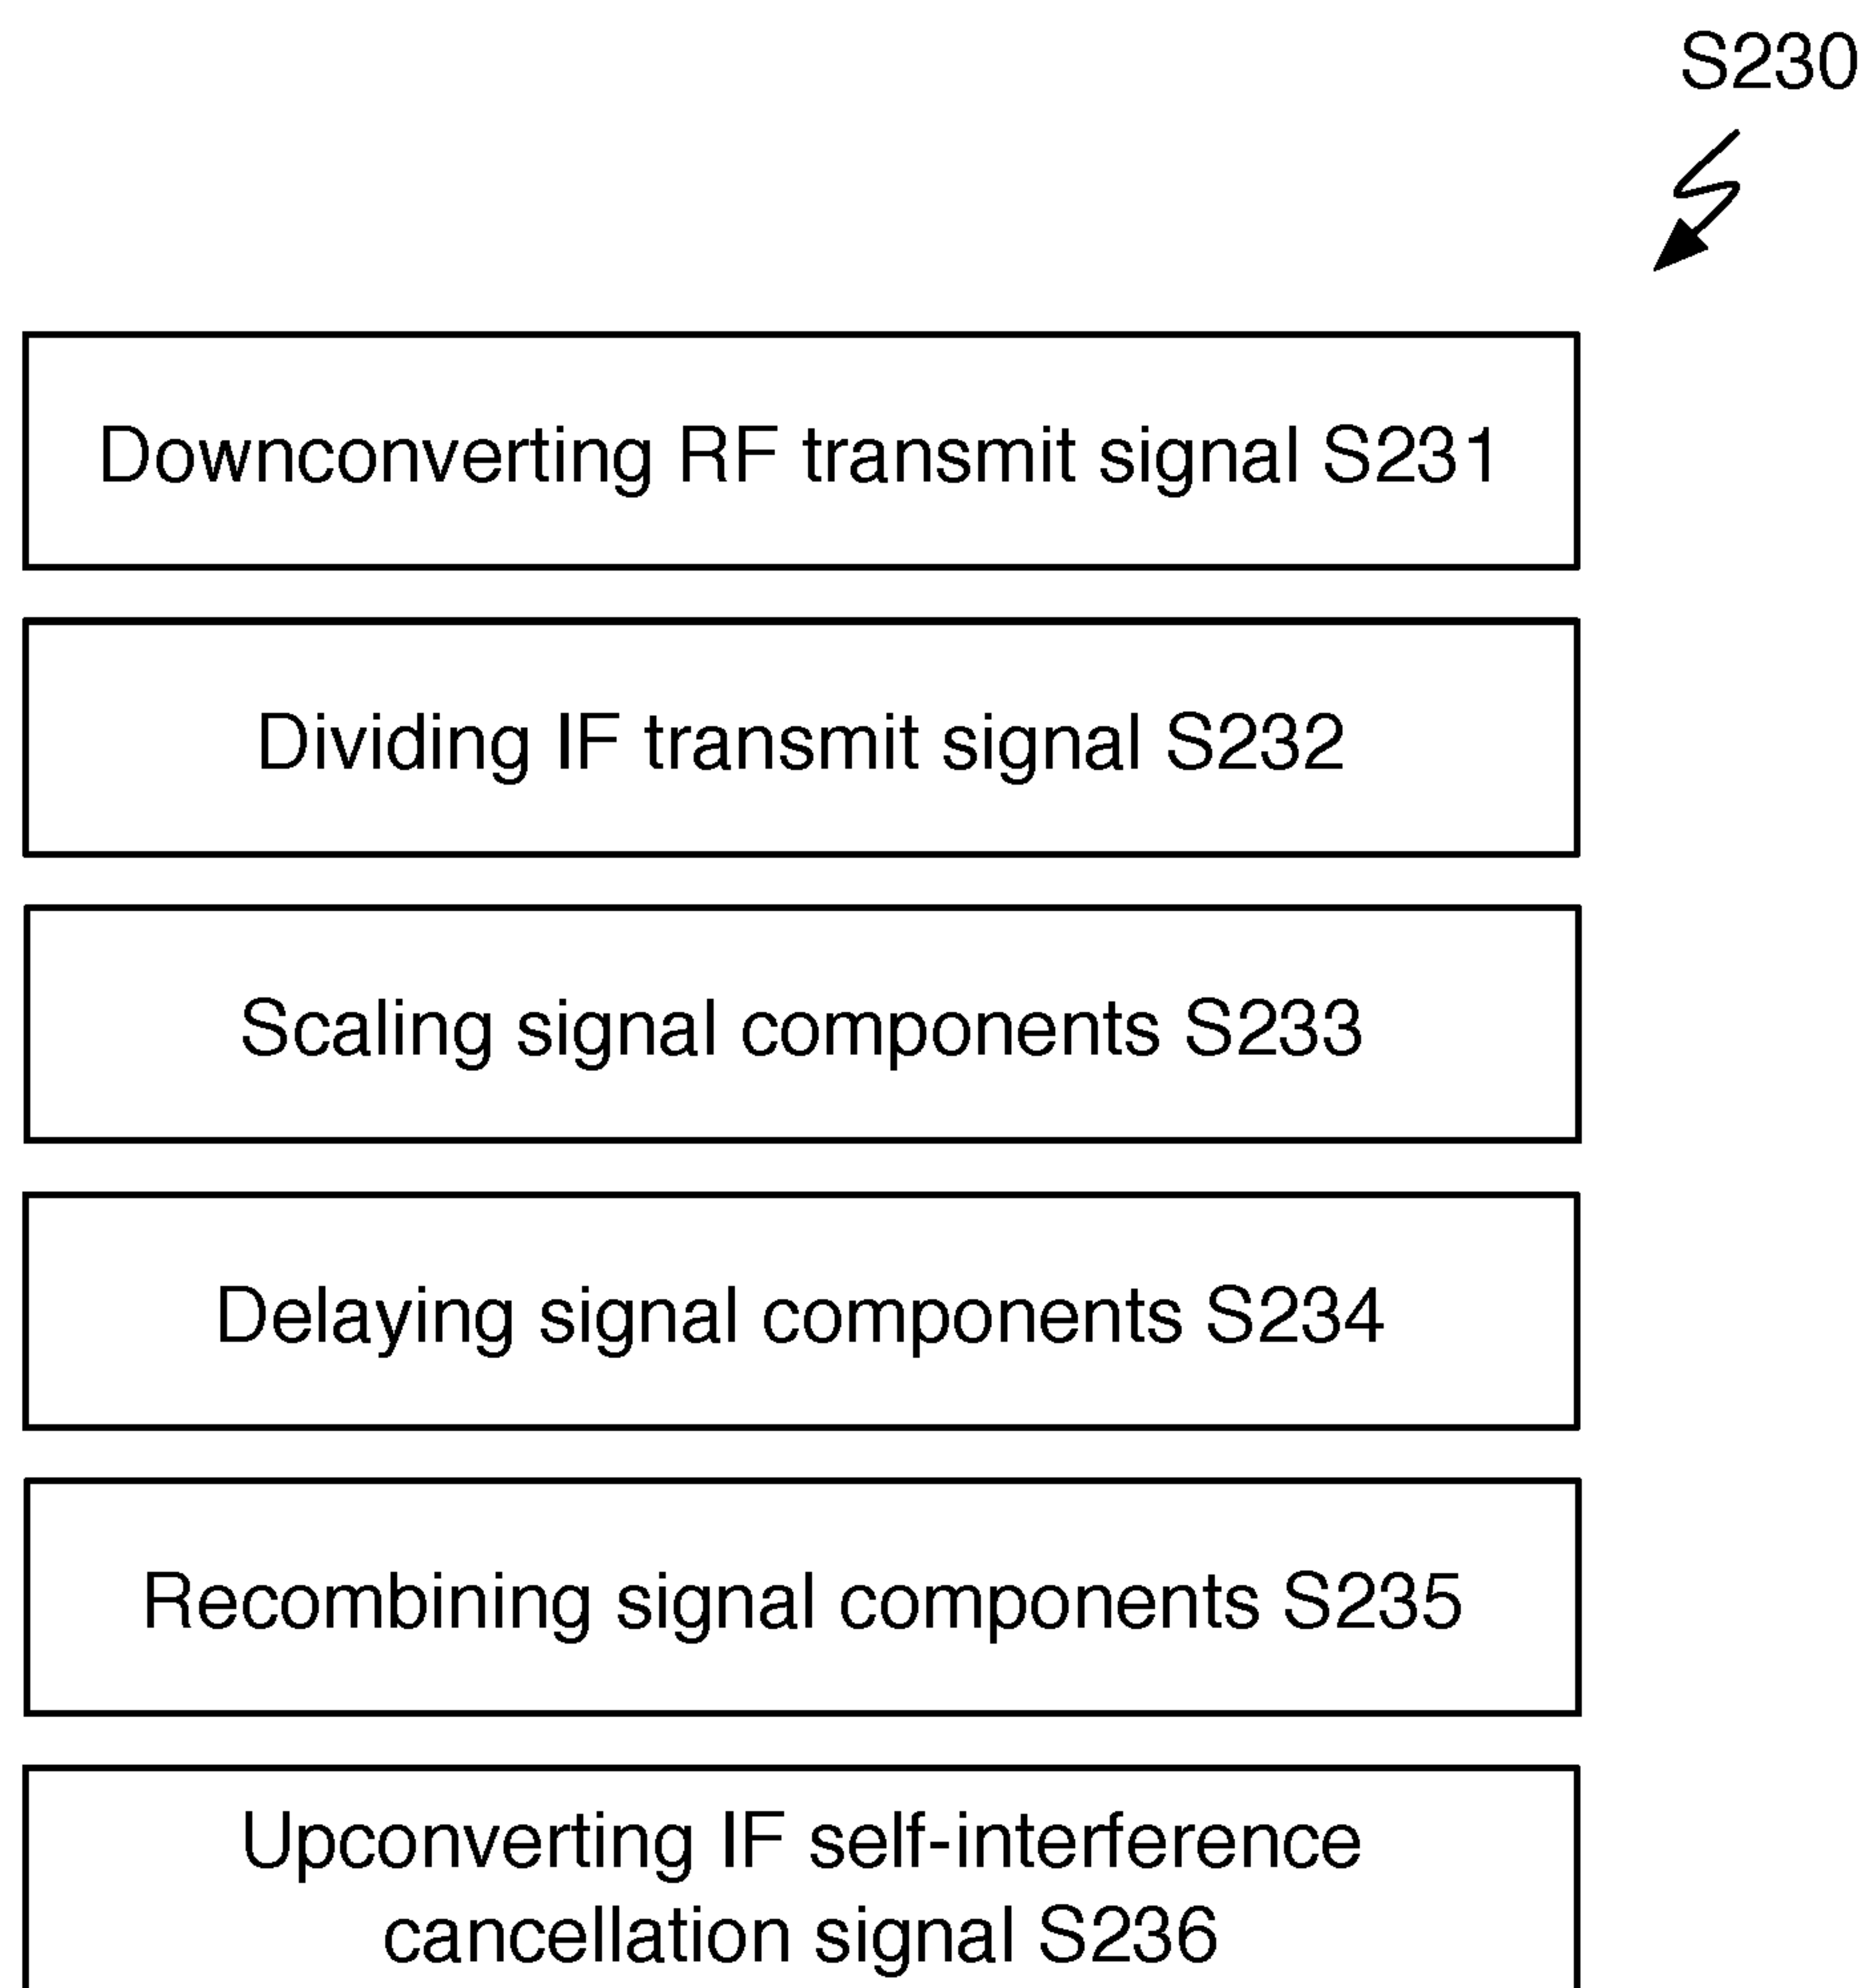 S230
Downconverting RF transmit signal S231
Dividing IF transmit signal S232
Scaling signal components S233
Delaying signal components S234
Recombining signal components S235
Upconverting IF self-interference
cancellation signal S236